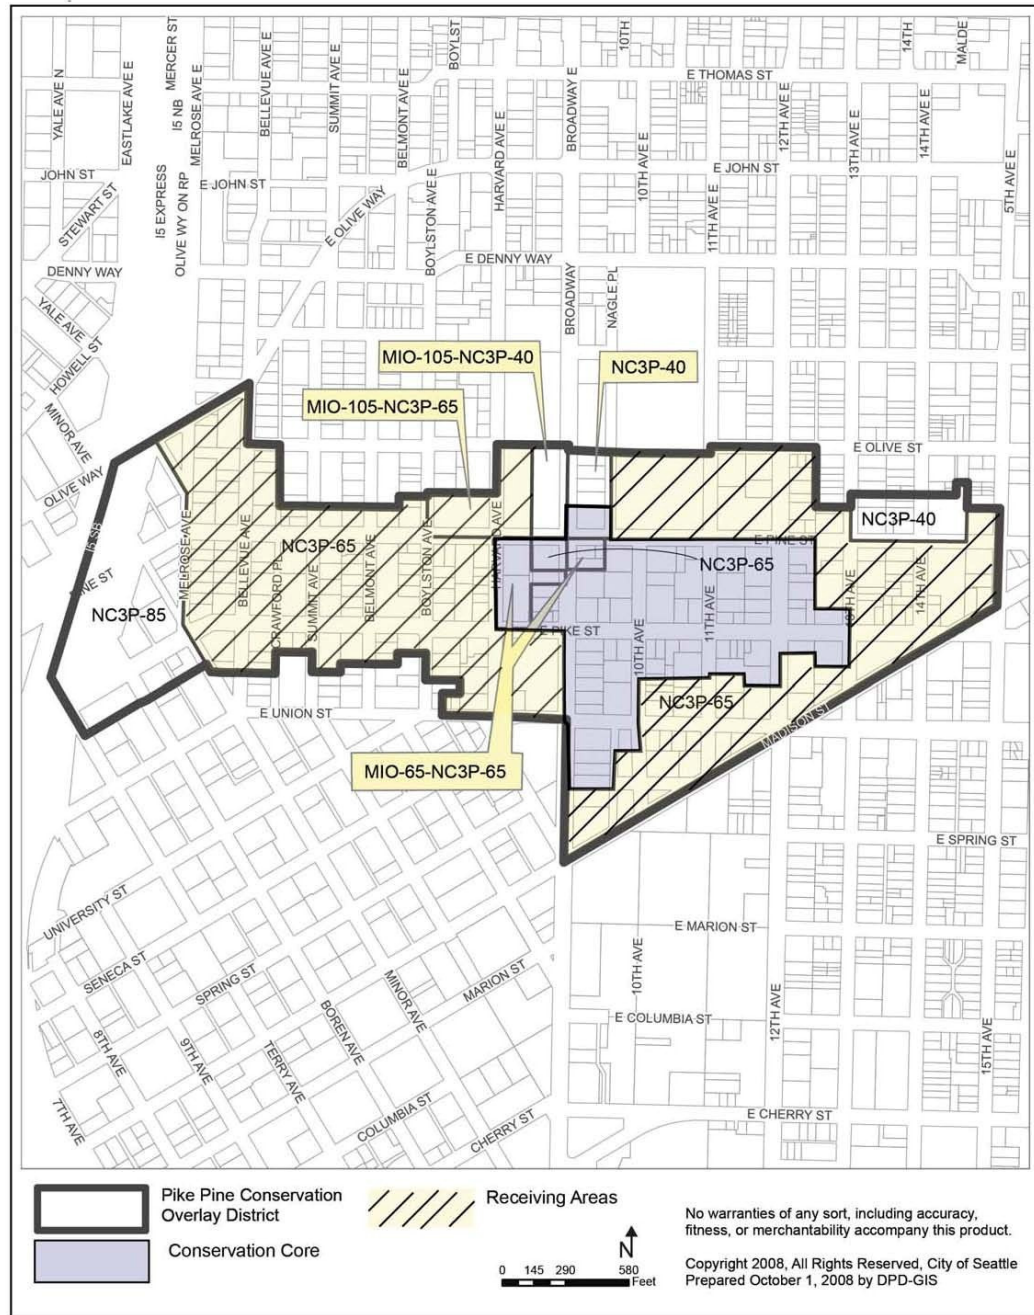 YALE AVE N
EASTLAKE AVE E
I5 NB
MERCER ST
MELROSE AVE E
BELLEVUE AVE E
SUMMIT AVE E
BELMONT AVE E
BOYLST
HARVARD AVE E
BROADWAY E
10TH
E THOMAS ST
12TH AVE E
13TH AVE E
14TH
14TH AVE E
MALDE
5TH AVE E
JOHN ST
STEWART ST
I5 EXPRESS
OLIVE WY ON RP
E JOHN ST
E OLIVE WAY
BOYLSTON AVE E
10TH AVE E
11TH AVE E
E JOHN ST
DENNY WAY
E DENNY WAY
YALE AVE
HOWELL ST
MINOR AVE
OLIVE WAY
BROADWAY
NAGLE PL
MIO-105-NC3P-40
NC3P-40
MIO-105-NC3P-65
E OLIVE ST
I5 SB
NE ST
MELROSE AVE
BELLEVUE AVE
CRAWFORD PL
SUMMIT AVE
BELMONT AVE
BOYLSTON AVE
NC3P-65
NC3P-85
E PINE ST
NC3P-40
NC3P-65
11TH AVE
14TH AVE
E PIKE ST
10TH AVE
NC3P-65
MADISON ST
E UNION ST
MIO-65-NC3P-65
E SPRING ST
UNIVERSITY ST
SENECA ST
SPRING ST
MINOR AVE
MARION ST
E MARION ST
10TH AVE
8TH AVE
9TH AVE
TERRY AVE
BOREN AVE
E COLUMBIA ST
12TH AVE
15TH AVE
7TH AVE
COLUMBIA ST
CHERRY ST
E CHERRY ST
Pike Pine Conservation
Overlay District
Receiving Areas
Conservation Core
N
0 145 290 580
Feet
No warranties of any sort, including accuracy,
fitness, or merchantability accompany this product.
Copyright 2008, All Rights Reserved, City of Seattle
Prepared October 1, 2008 by DPD-GIS